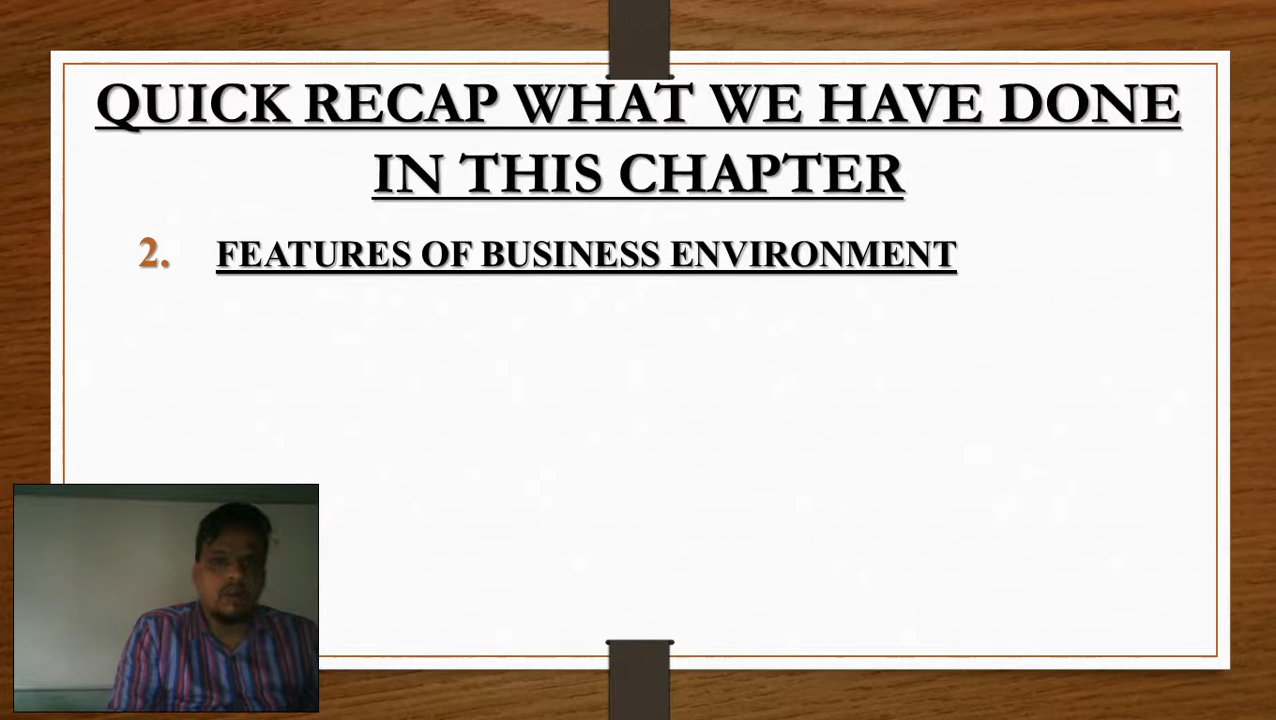 QUICK RECAP WHAT WE HAVE DONE
IN THIS CHAPTER
2. FEATURES OF BUSINESS ENVIRONMENT